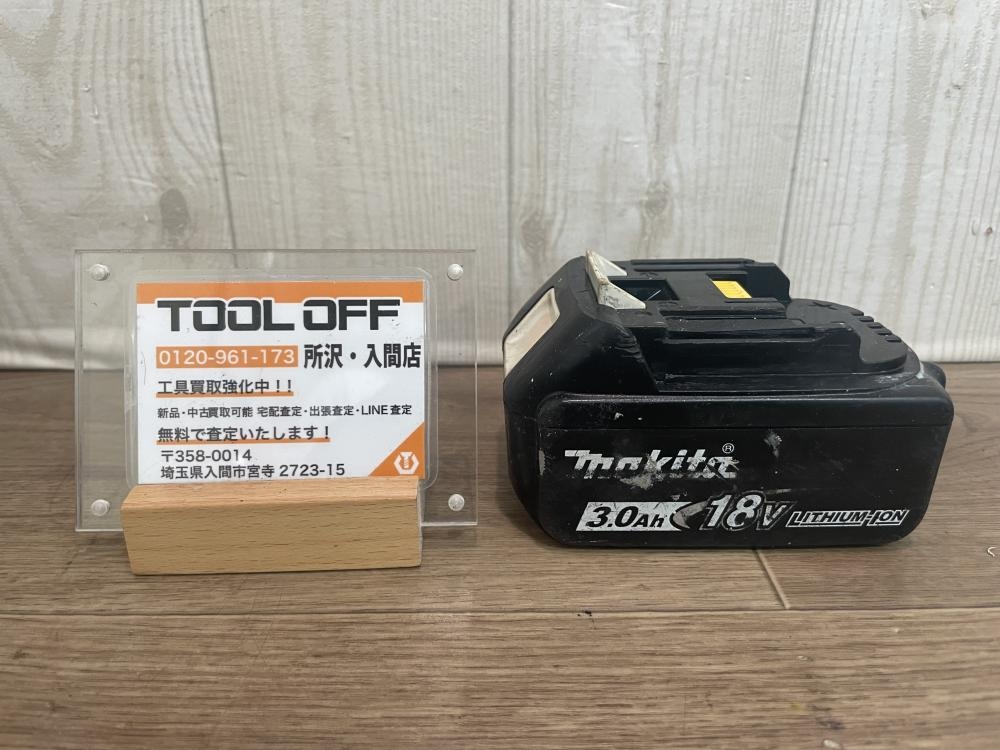 TOOL OFF
0120-961-173 所沢・入間店
工具買取強化中！！
新品・中古買取可能 宅配査定・出張査定・LINE査定
無料で査定いたします！
〒358-0014
埼玉県入間市宮寺 2723-15
makita®
3.0Ah 18V LITHIUM-ION